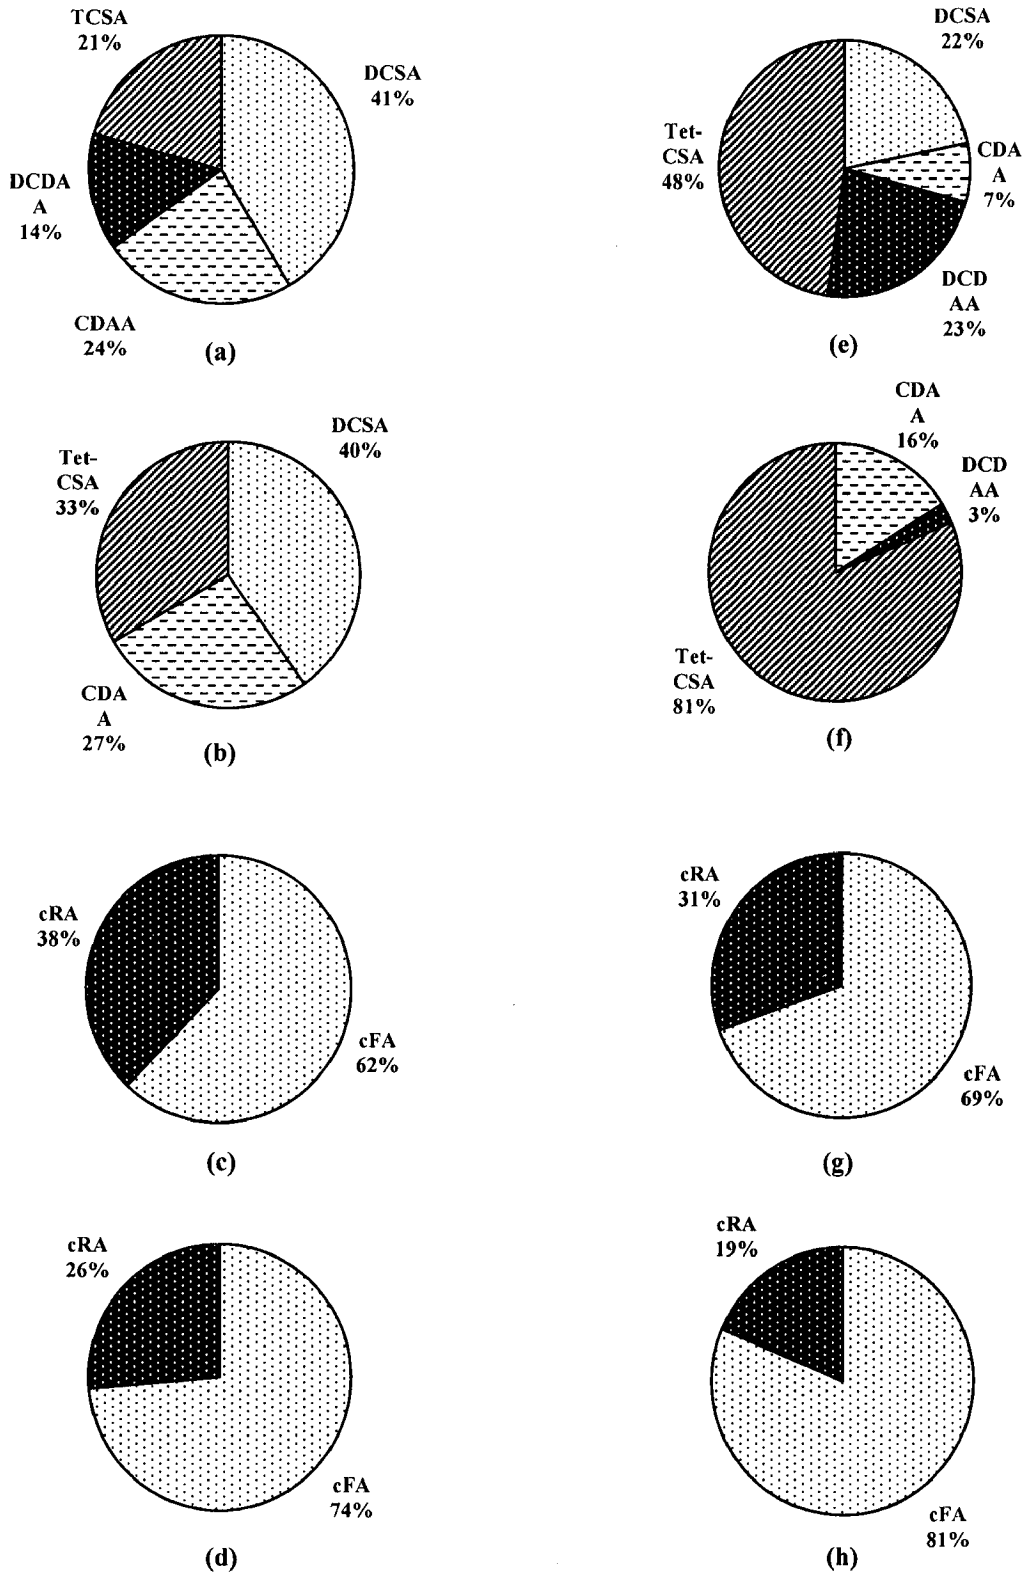 TCSA
21%
DCSA
41%
DCDA
A
14%
CDAA
24%
(a)
DCSA
22%
Tet-
CSA
48%
CDA
A
7%
DCD
AA
23%
(e)
DCSA
40%
Tet-
CSA
33%
CDA
A
27%
(b)
CDA
A
16%
DCD
AA
3%
Tet-
CSA
81%
(f)
cRA
38%
cFA
62%
(c)
cRA
31%
cFA
69%
(g)
cRA
26%
cFA
74%
(d)
cRA
19%
cFA
81%
(h)